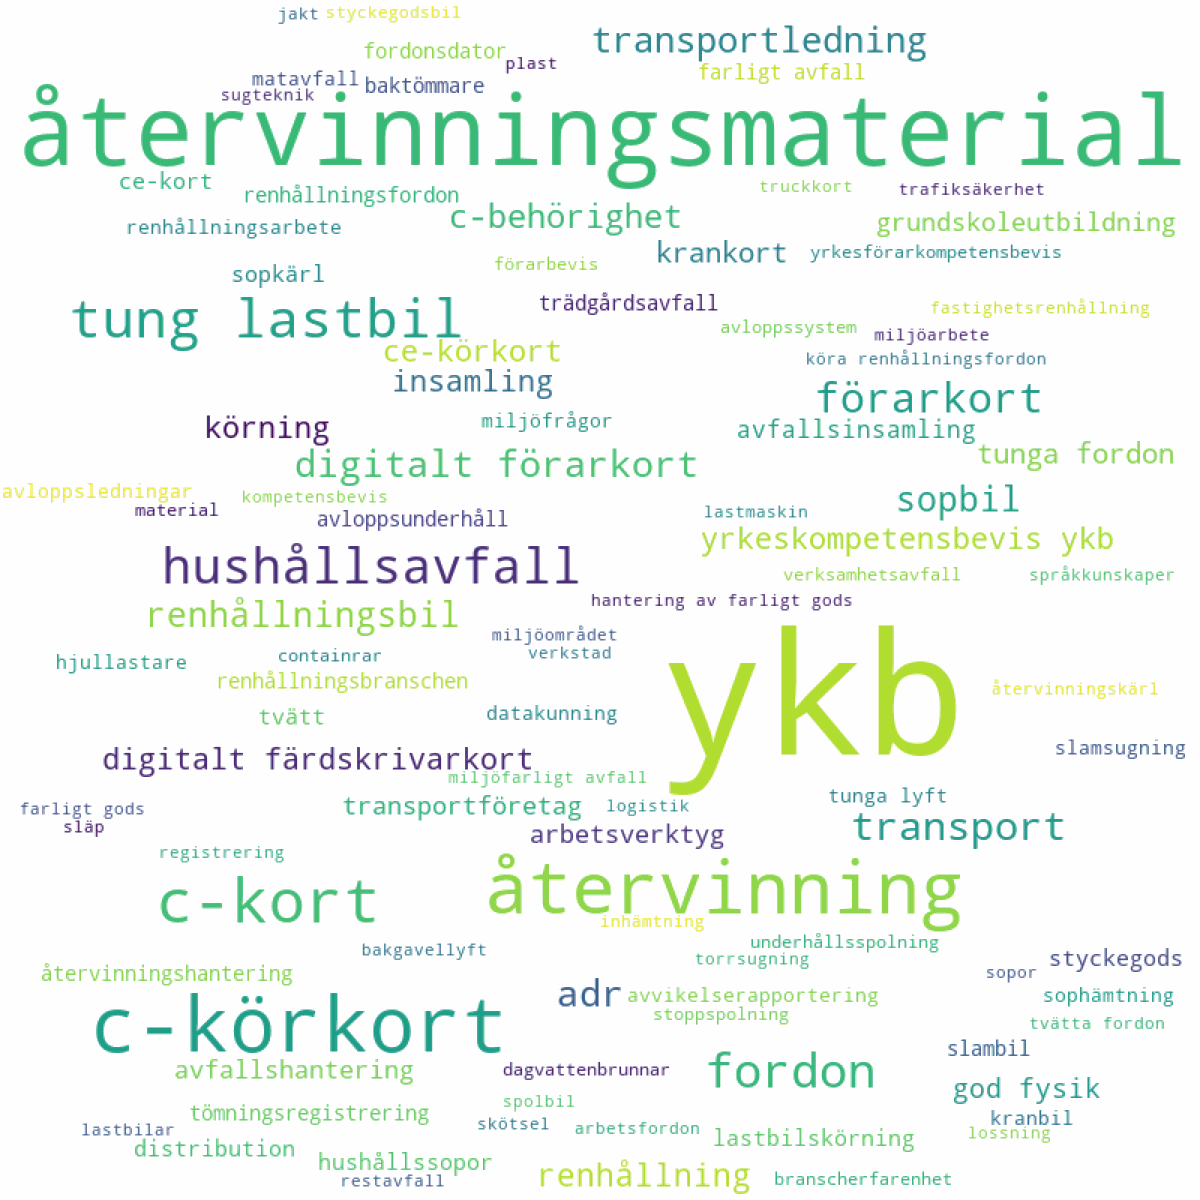 jakt
styckegodsbil
transportledning
fordonsdator
plast
farligt avfall
matavfall
baktömmare
sugteknik
återvinningsmaterial
ce-kort
renhållningsfordon
truckkort
trafiksäkerhet
c-behörighet
grundskoleutbildning
renhållningsarbete
krankort
yrkesförarkompetensbevis
sopkärl
förarbevis
tung lastbil
trädgårdsavfall
fastighetsrenhållning
avloppssystem
miljöarbete
ce-körkort
köra renhållningsfordon
insamling
förarkort
körning
miljöfrågor
avfallsinsamling
digitalt förarkort
tunga fordon
avloppsledningar
kompetensbevis
sopbil
material
avloppsunderhåll
lastmaskin
yrkeskompetensbevis ykb
hushållsavfall
verksamhetsavfall
språkkunskaper
hantering av farligt gods
renhållningsbil
miljöområdet
verkstad
ykb
hjullastare
containrar
renhållningsbranschen
återvinningskärl
tvätt
datakunning
slamsugning
digitalt färdskrivarkort
miljöfarligt avfall
tunga lyft
farligt gods
transportföretag
logistik
släp
arbetsverktyg
transport
registrering
c-kort
återvinning
inhämtning
bakgavellyft
underhållsspolning
torrsugning
styckegods
återvinningshantering
sopor
adr
avvikelserapportering
sophämtning
stoppspolning
c-körkort
tvätta fordon
slambil
avfallshantering
dagvattenbrunnar
fordon
god fysik
spolbil
tömningsregistrering
kranbil
skötsel
lastbilar
arbetsfordon
lastbilskörning
lossning
distribution
hushållssopor
renhållning
branscherfarenhet
restavfall